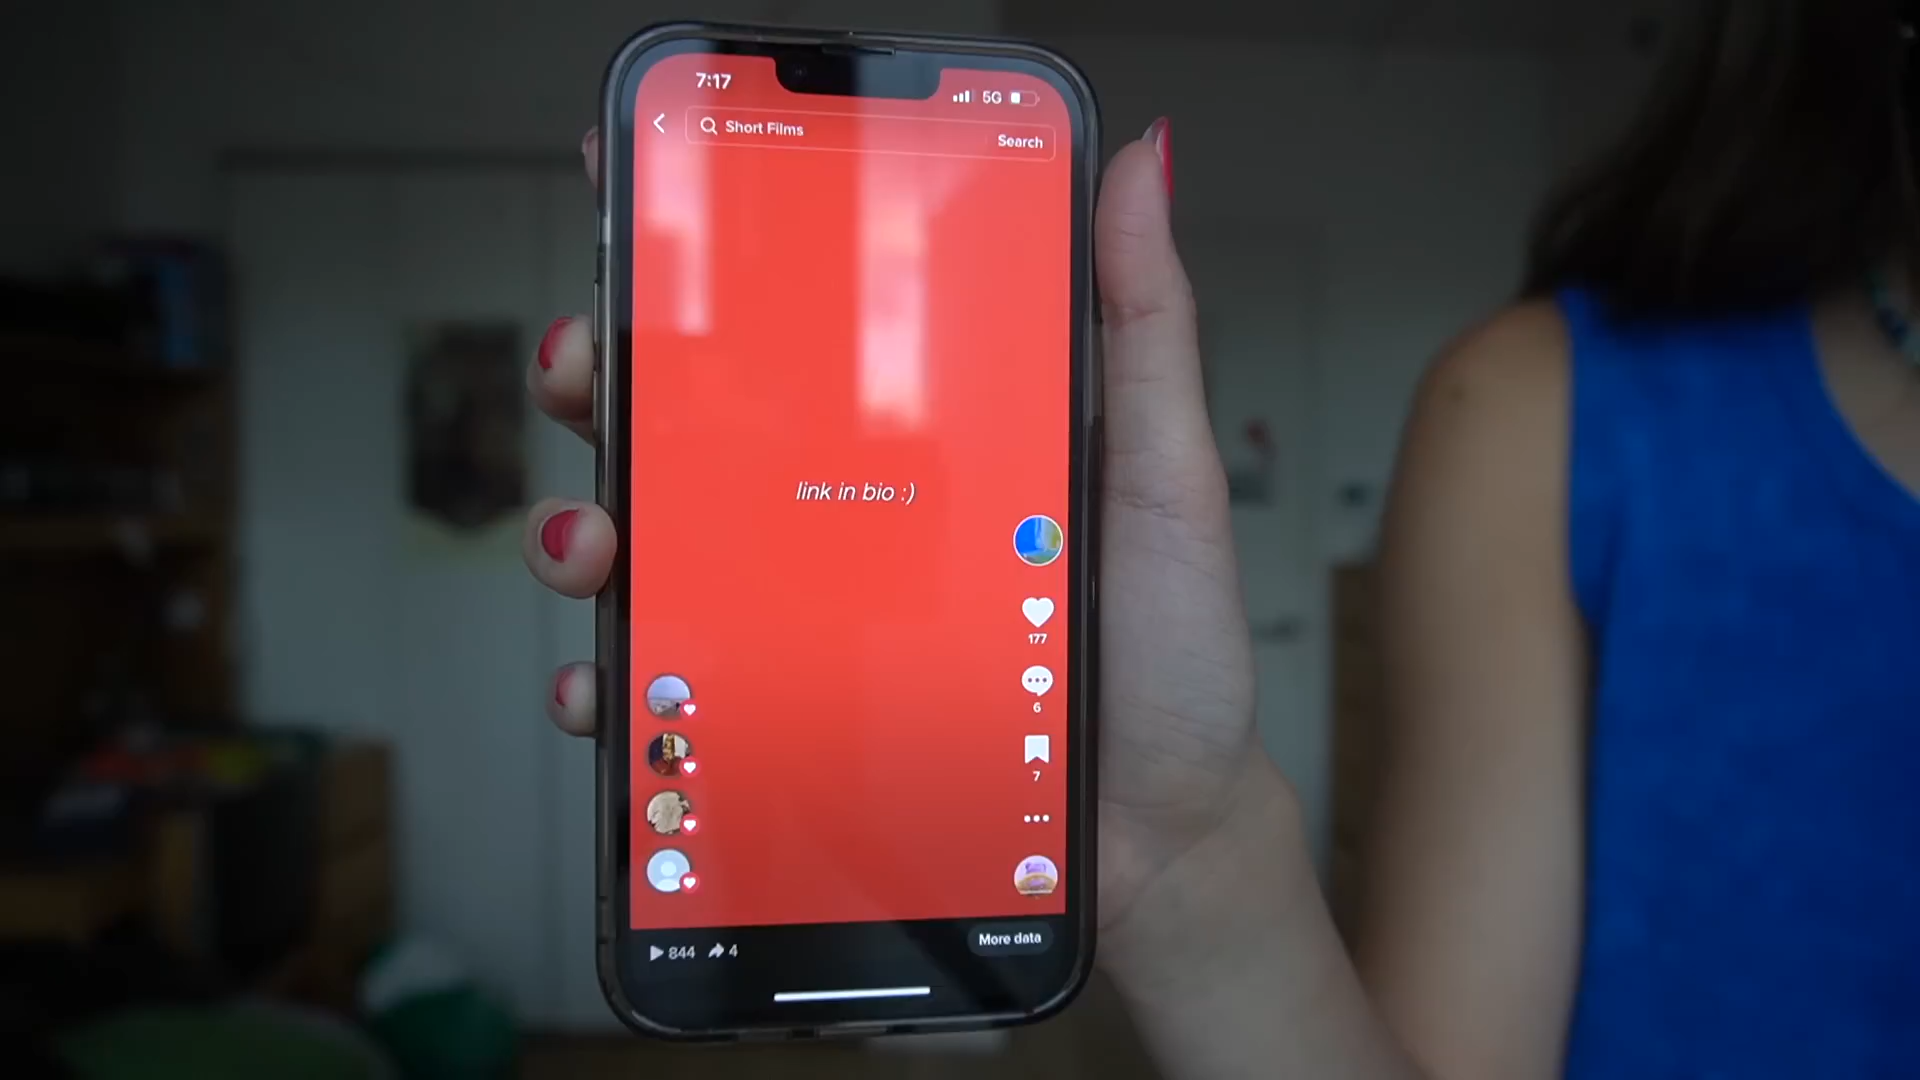 7:17
5G
Short Films
Search
link in bio :)
177
6
7
844
4
More data